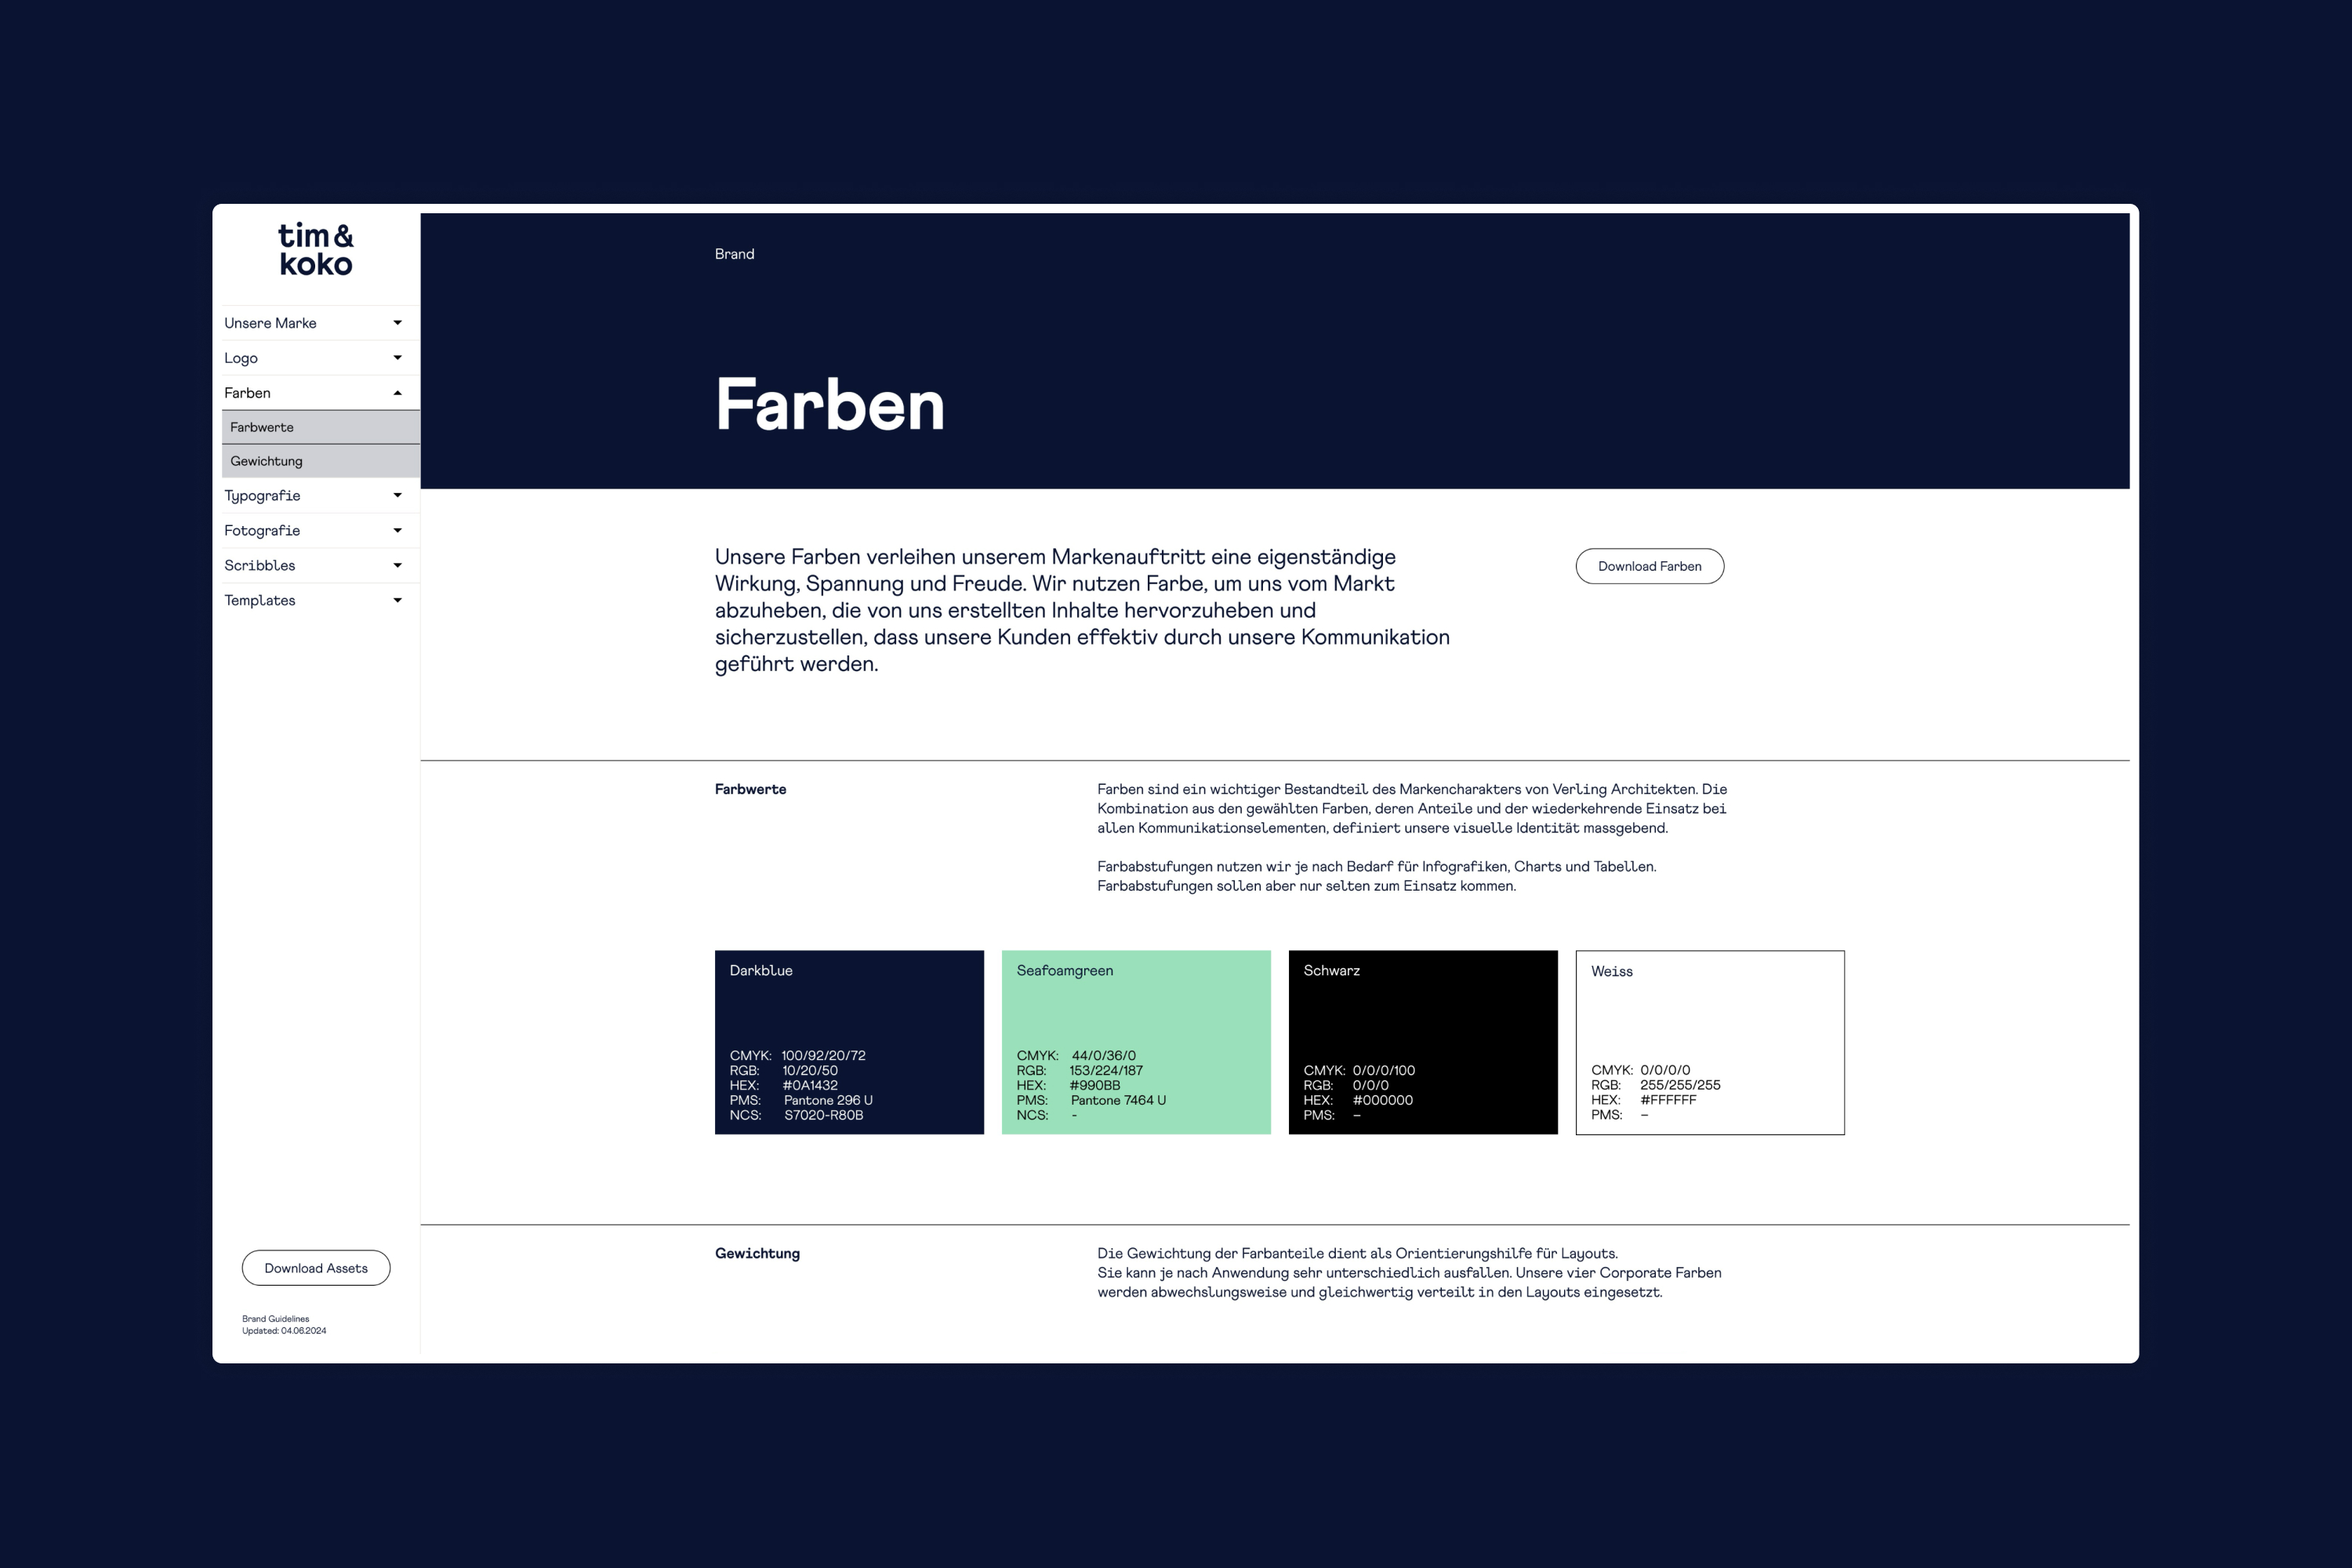 tim &
koko
Unsere Marke
Logo
Farben
Farbwerte
Gewichtung
Typografie
Fotografie
Scribbles
Templates
Download Assets
Brand Guidelines
Updated: 04.06.2024
Brand
Farben
Unsere Farben verleihen unserem Markenauftritt eine eigenständige
Wirkung, Spannung und Freude. Wir nutzen Farbe, um uns vom Markt
abzuheben, die von uns erstellten Inhalte hervorzuheben und
sicherzustellen, dass unsere Kunden effektiv durch unsere Kommunikation
geführt werden.
Download Farben
Farbwerte
Farben sind ein wichtiger Bestandteil des Markencharakters von Verling Architekten. Die
Kombination aus den gewählten Farben, deren Anteile und der wiederkehrende Einsatz bei
allen Kommunikationselementen, definiert unsere visuelle Identität massgebend.
Farbabstufungen nutzen wir je nach Bedarf für Infografiken, Charts und Tabellen.
Farbabstufungen sollen aber nur selten zum Einsatz kommen.
Darkblue
CMYK: 100/92/20/72
RGB: 10/20/50
HEX: #0A1432
PMS: Pantone 296 U
NCS: S7020-R80B
Seafoamgreen
CMYK: 44/0/36/0
RGB: 153/224/187
HEX: #990BB
PMS: Pantone 7464 U
NCS: -
Schwarz
CMYK: 0/0/0/100
RGB: 0/0/0
HEX: #000000
PMS: –
Weiss
CMYK: 0/0/0/0
RGB: 255/255/255
HEX: #FFFFFF
PMS: –
Gewichtung
Die Gewichtung der Farbanteile dient als Orientierungshilfe für Layouts.
Sie kann je nach Anwendung sehr unterschiedlich ausfallen. Unsere vier Corporate Farben
werden abwechslungsweise und gleichwertig verteilt in den Layouts eingesetzt.